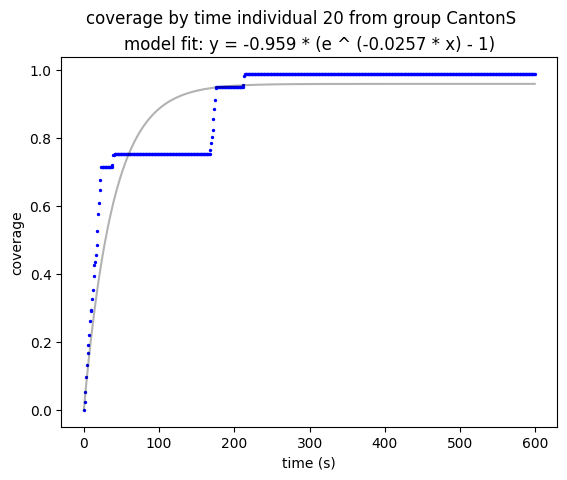 coverage by time individual 20 from group CantonS
model fit: y = -0.959 * (e ^ (-0.0257 * x) - 1)
1.0
0.8
0.6
0.4
0.2
0.0
coverage
0 100 200 300 400 500 600
time (s)